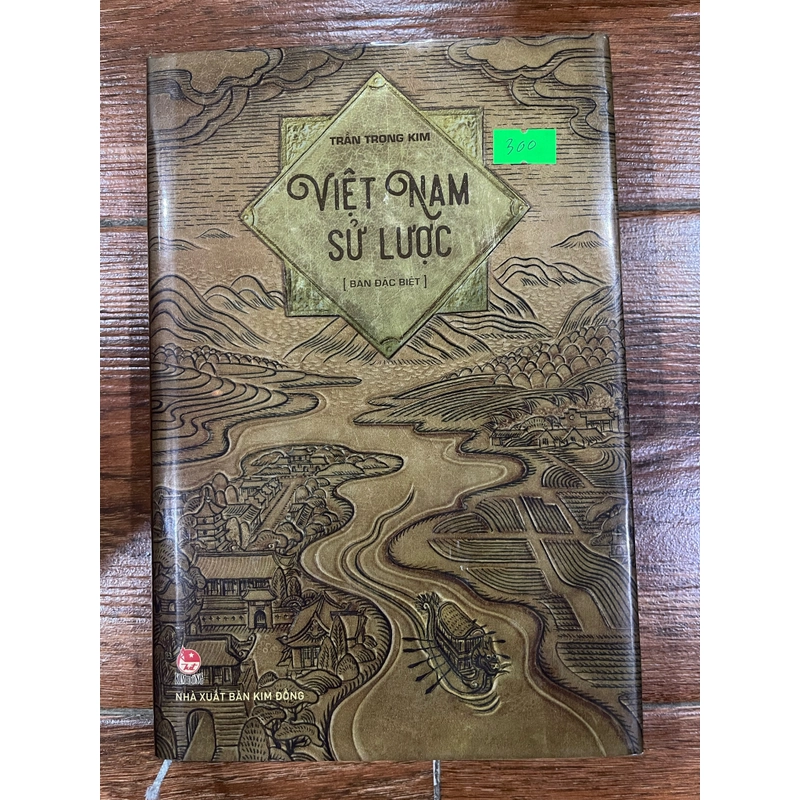 TRẦN TRỌNG KIM
300
VIỆT NAM
SỬ LƯỢC
[ BẢN ĐẶC BIỆT ]
NHÀ XUẤT BẢN KIM ĐỒNG